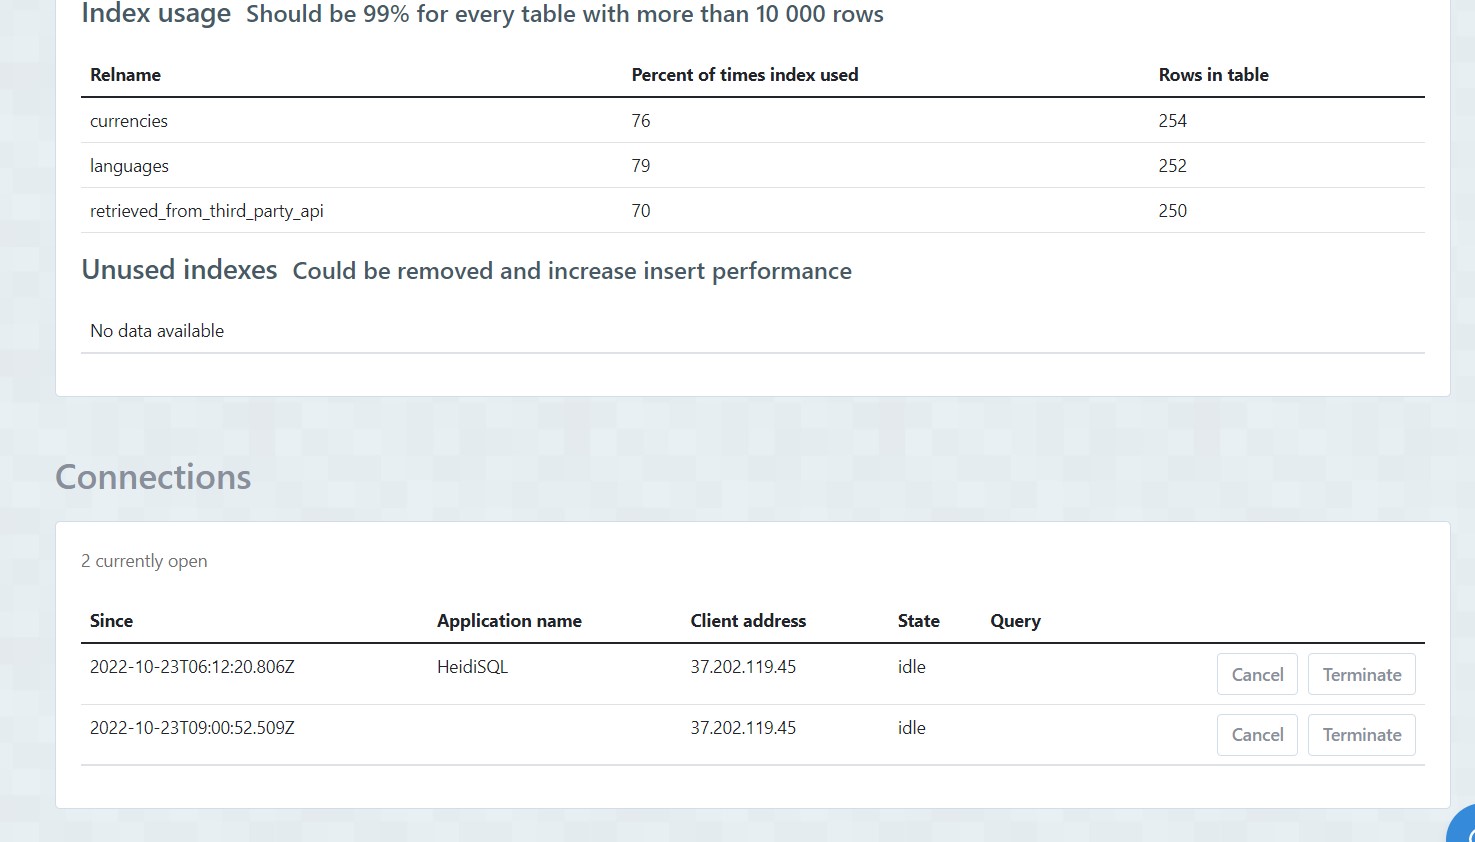 Index usage Should be 99% for every table with more than 10 000 rows
Relname Percent of times index used Rows in table
currencies 76 254
languages 79 252
retrieved_from_third_party_api 70 250
Unused indexes Could be removed and increase insert performance
No data available
Connections
2 currently open
Since Application name Client address State Query
2022-10-23T06:12:20.806Z HeidiSQL 37.202.119.45 idle Cancel Terminate
2022-10-23T09:00:52.509Z 37.202.119.45 idle Cancel Terminate